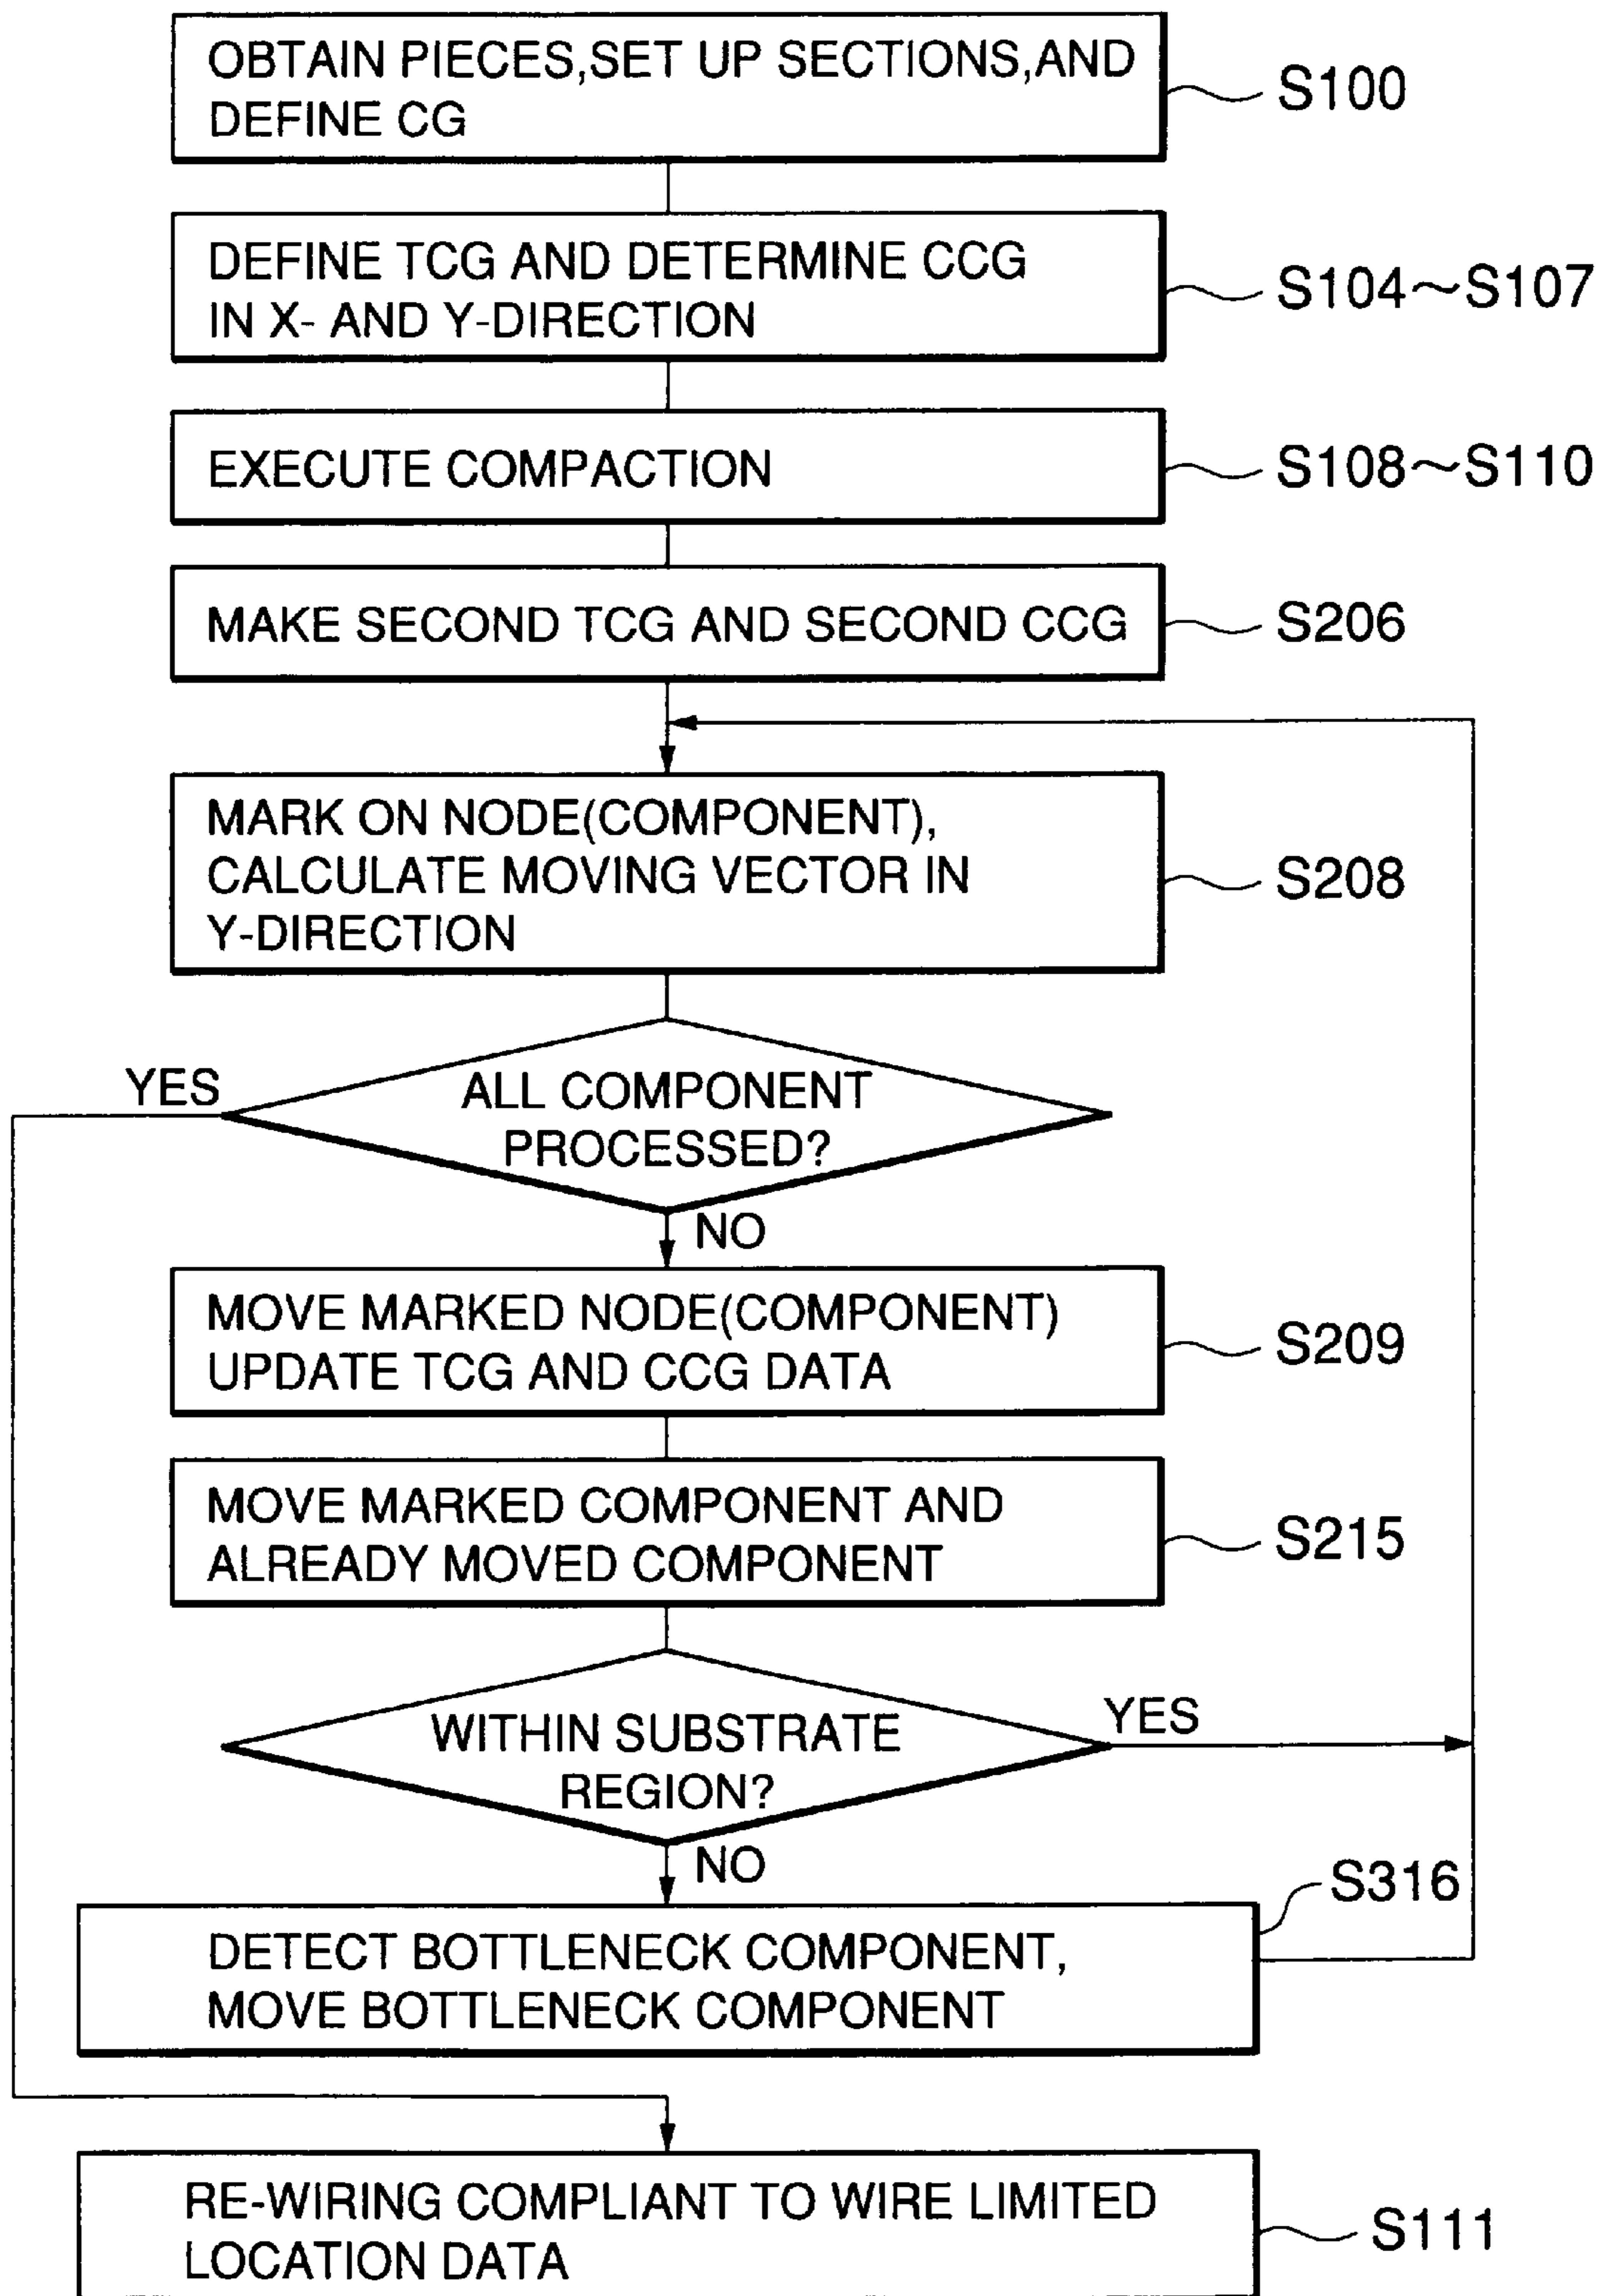 OBTAIN PIECES,SET UP SECTIONS,AND
DEFINE CG
S100
DEFINE TCG AND DETERMINE CCG
IN X- AND Y-DIRECTION
S104~S107
EXECUTE COMPACTION
S108~S110
MAKE SECOND TCG AND SECOND CCG
S206
MARK ON NODE(COMPONENT),
CALCULATE MOVING VECTOR IN
Y-DIRECTION
S208
YES
ALL COMPONENT
PROCESSED?
NO
MOVE MARKED NODE(COMPONENT)
UPDATE TCG AND CCG DATA
S209
MOVE MARKED COMPONENT AND
ALREADY MOVED COMPONENT
S215
WITHIN SUBSTRATE
REGION?
YES
NO
S316
DETECT BOTTLENECK COMPONENT,
MOVE BOTTLENECK COMPONENT
RE-WIRING COMPLIANT TO WIRE LIMITED
LOCATION DATA
S111